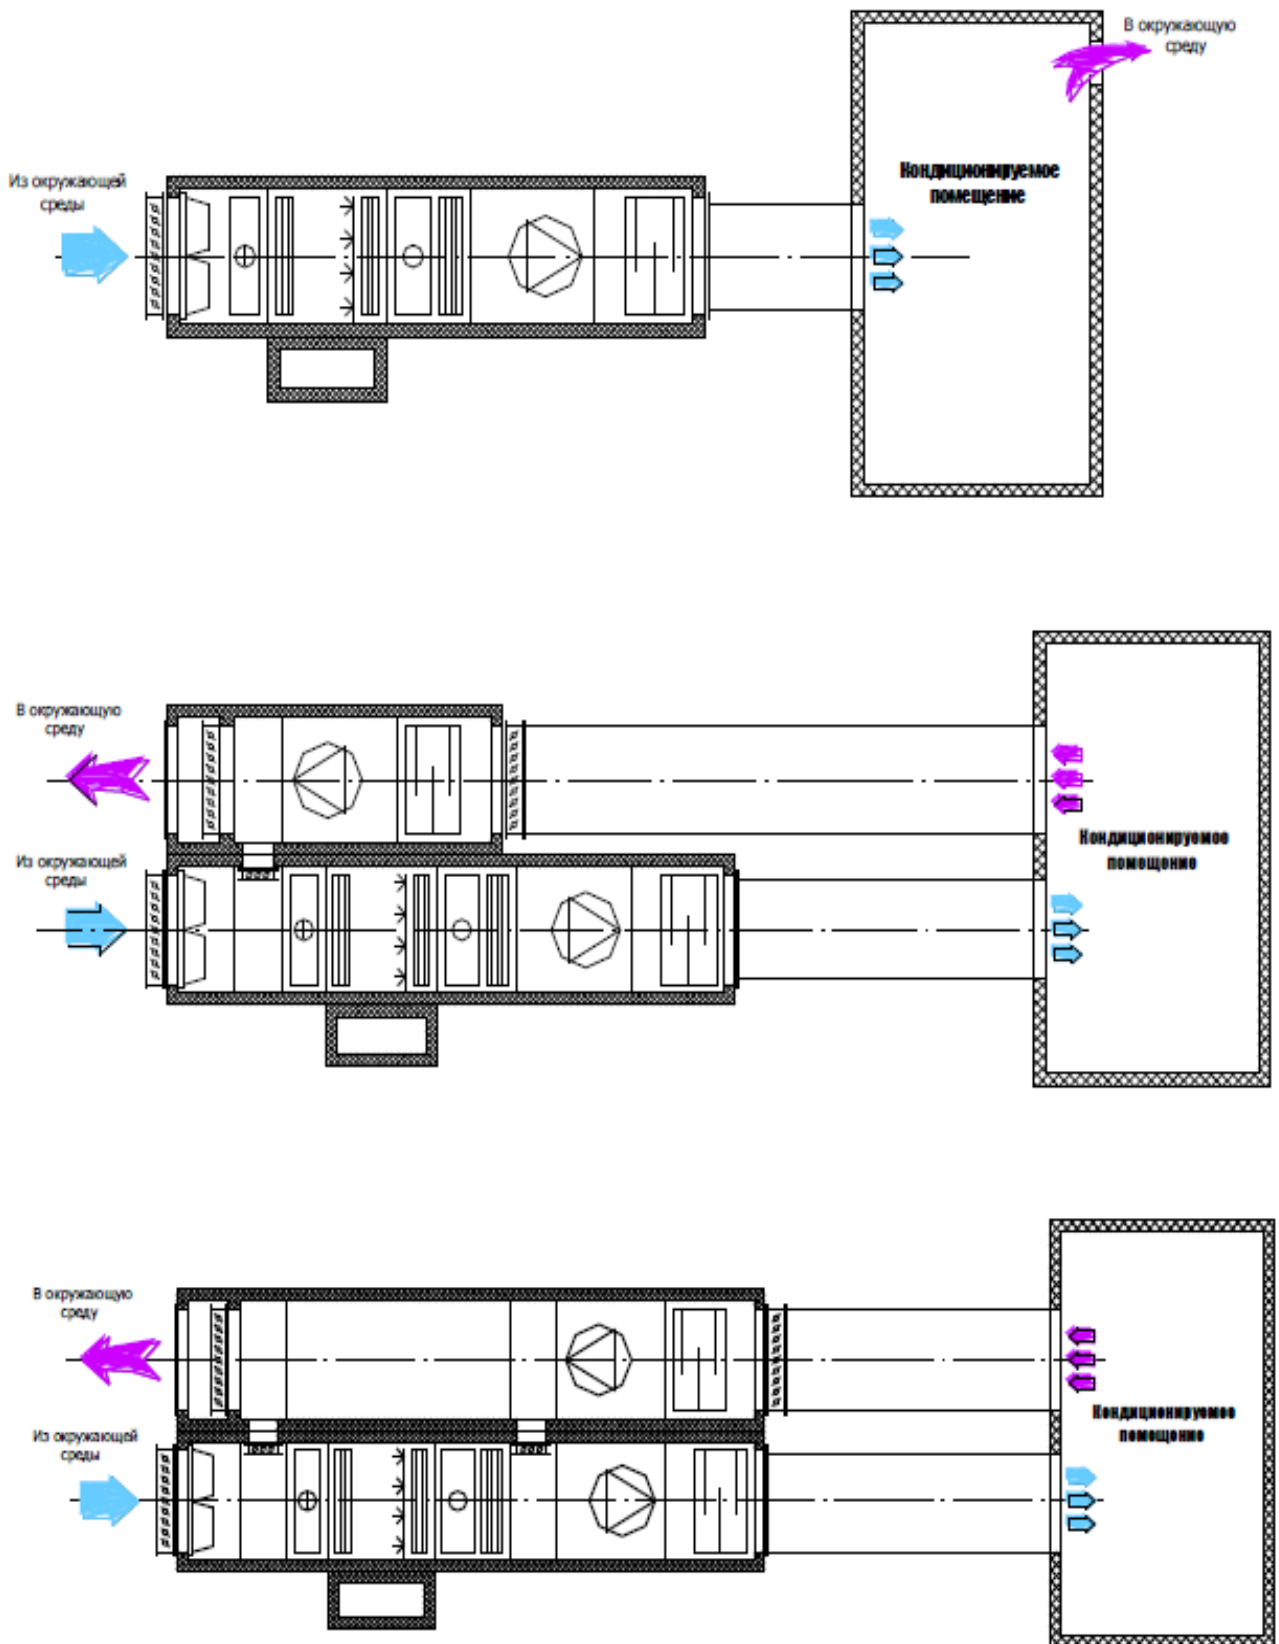 В окружающую
среду
Из окружающей
среды
Кондиционируемое
помещение
В окружающую
среду
Из окружающей
среды
Кондиционируемое
помещение
В окружающую
среду
Из окружающей
среды
Кондиционируемое
помещение